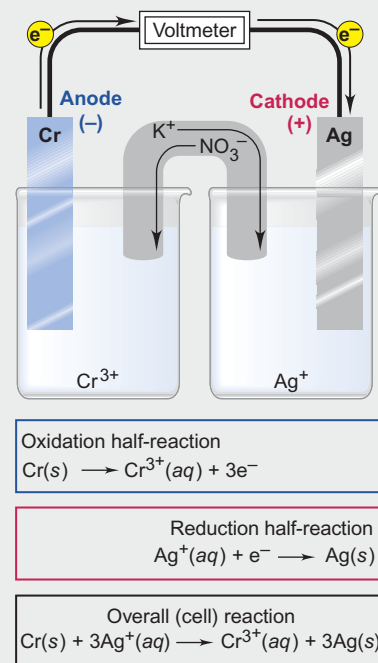 e⁻ Voltmeter e⁻
Anode
(–)
Cathode
(+)
Cr
K⁺
NO₃⁻
Ag
Cr³⁺
Ag⁺
Oxidation half-reaction
Cr(s) ⟶ Cr³⁺(aq) + 3e⁻
Reduction half-reaction
Ag⁺(aq) + e⁻ ⟶ Ag(s)
Overall (cell) reaction
Cr(s) + 3Ag⁺(aq) ⟶ Cr³⁺(aq) + 3Ag(s)